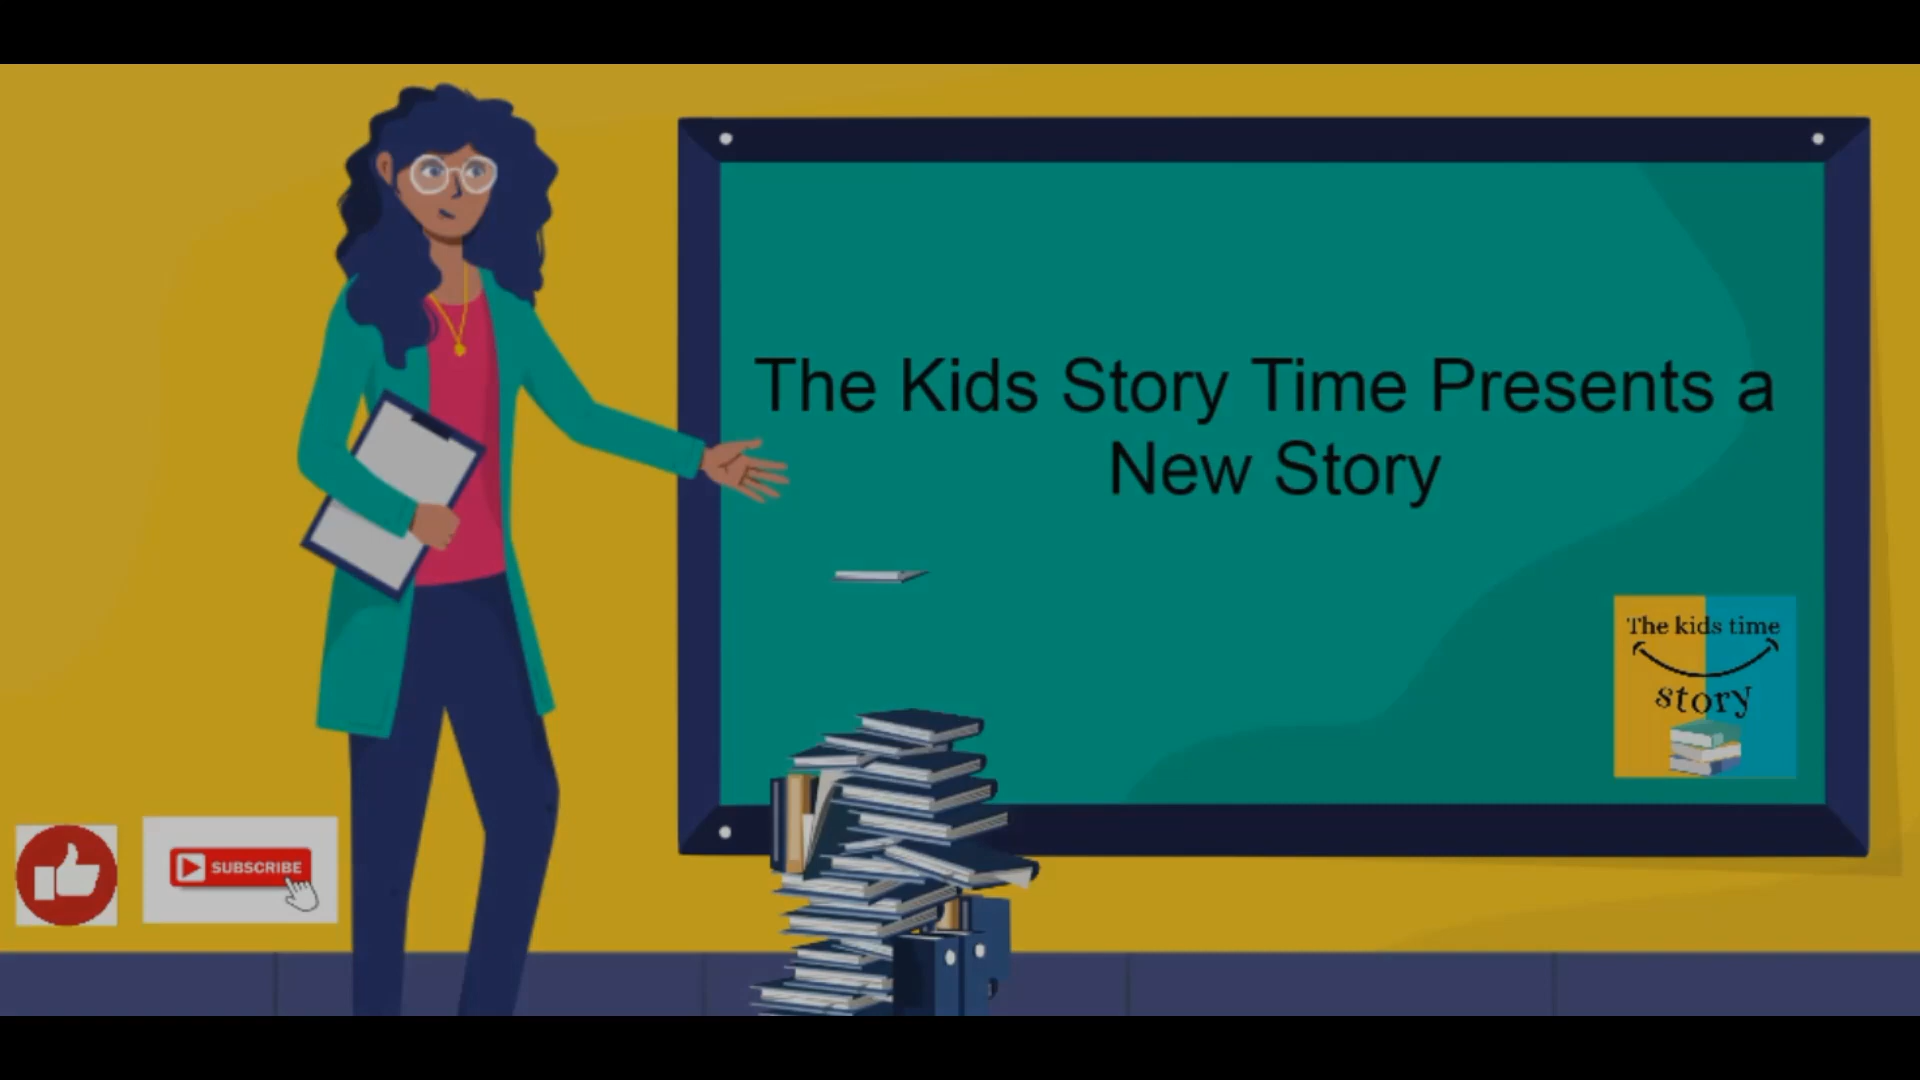 The Kids Story Time Presents a
New Story
The kids time
story
SUBSCRIBE